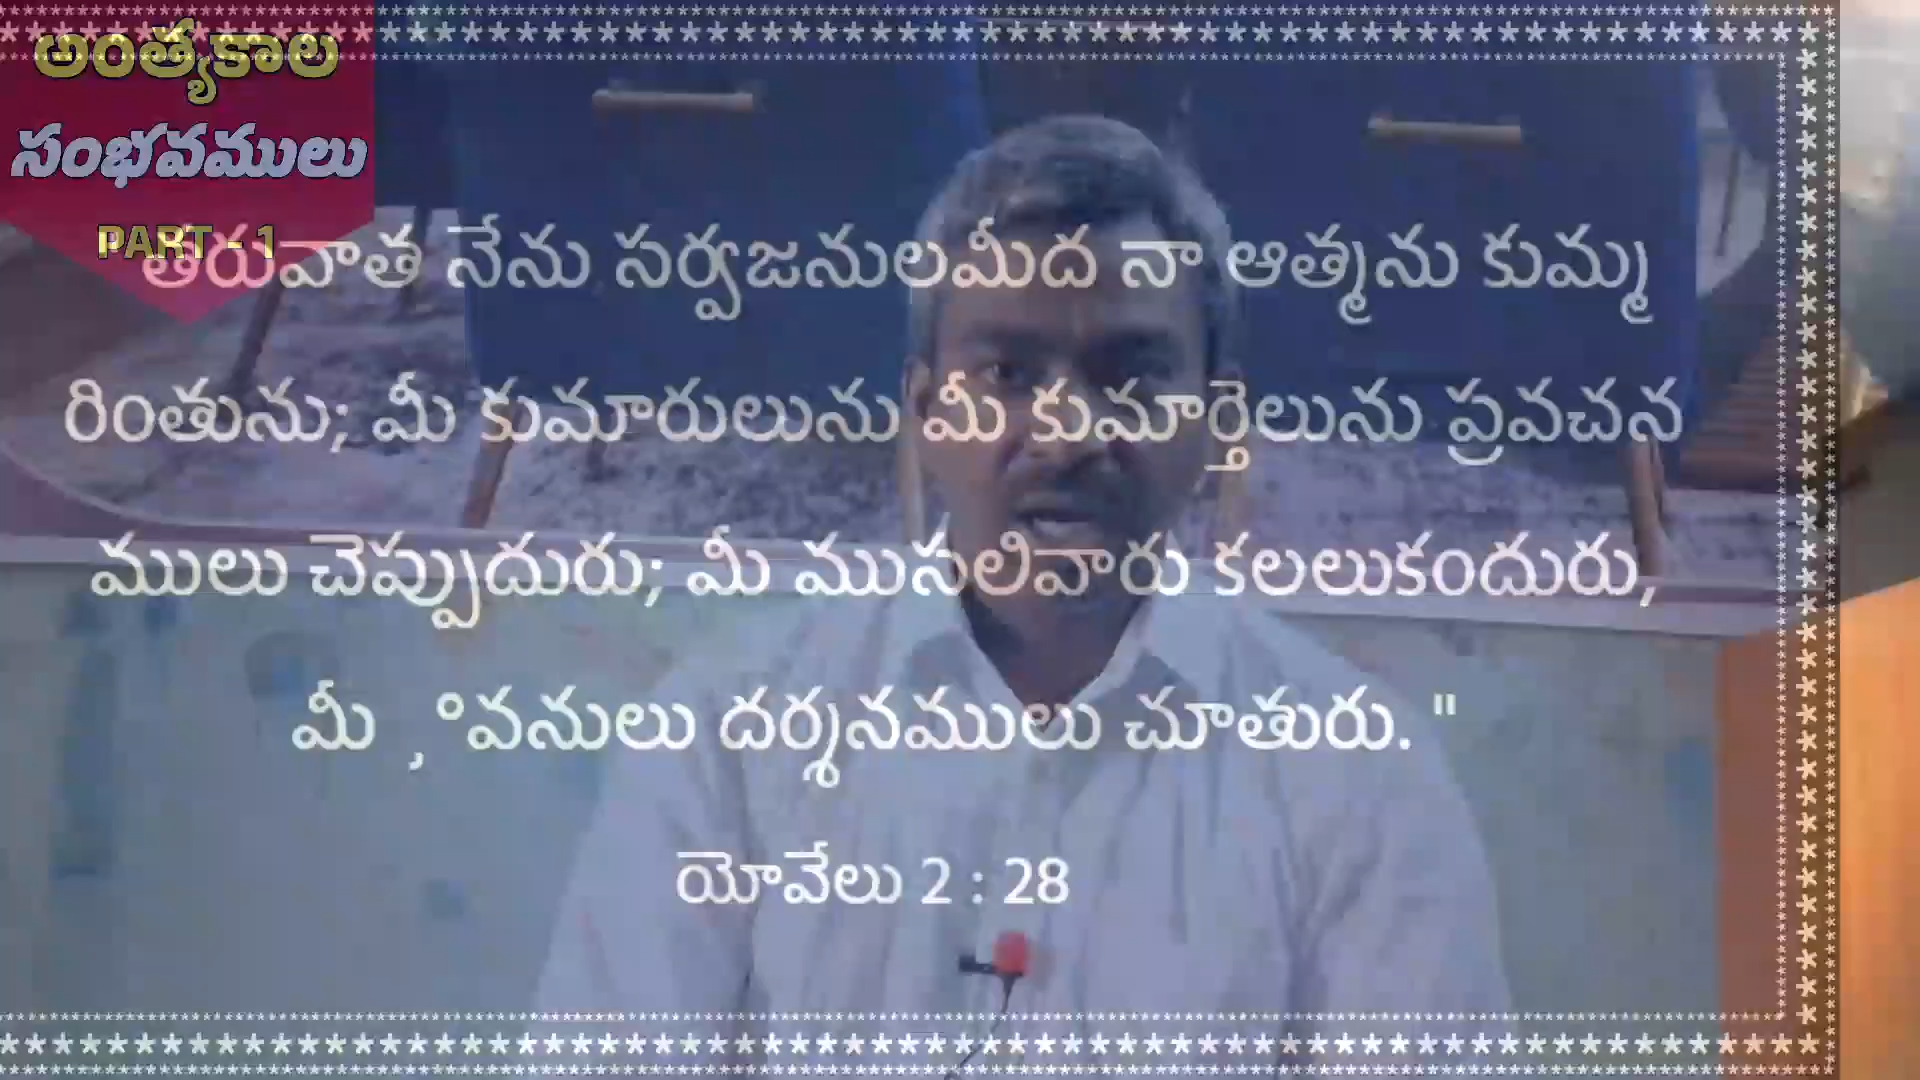 అంత్యకాల
సంభవములు
PART - 1
తరువాత నేను సర్వజనులమీద నా ఆత్మను కుమ్మ
రింతును; మీ కుమారులును మీ కుమార్తెలును ప్రవచన
ములు చెప్పుదురు; మీ ముసలివారు కలలుకందురు,
మీ ,°వనులు దర్శనములు చూతురు. "
యోవేలు 2 : 28